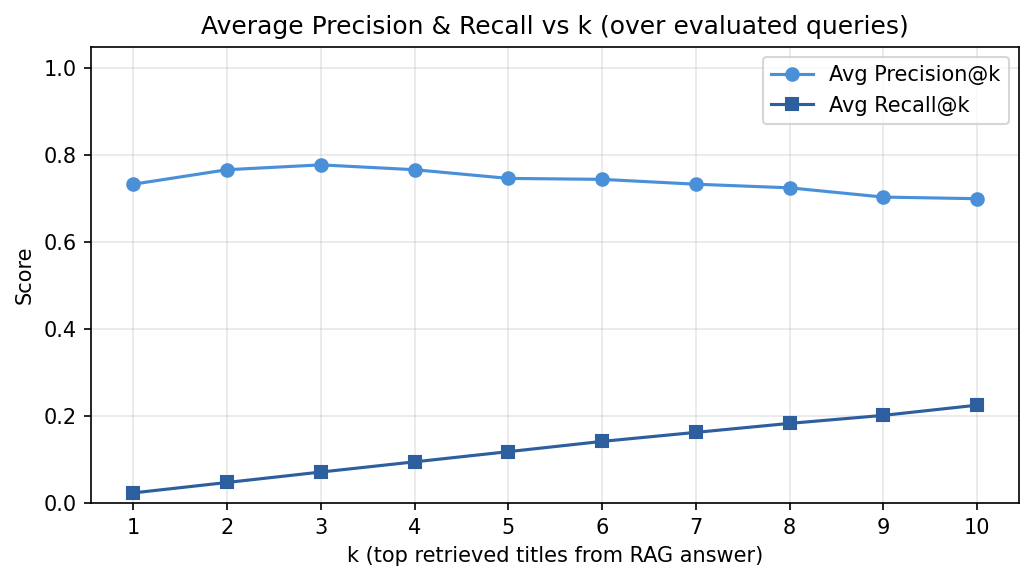 Average Precision & Recall vs k (over evaluated queries)
Avg Precision@k
Avg Recall@k
1.0
0.8
0.6
0.4
0.2
0.0
Score
1 2 3 4 5 6 7 8 9 10
k (top retrieved titles from RAG answer)